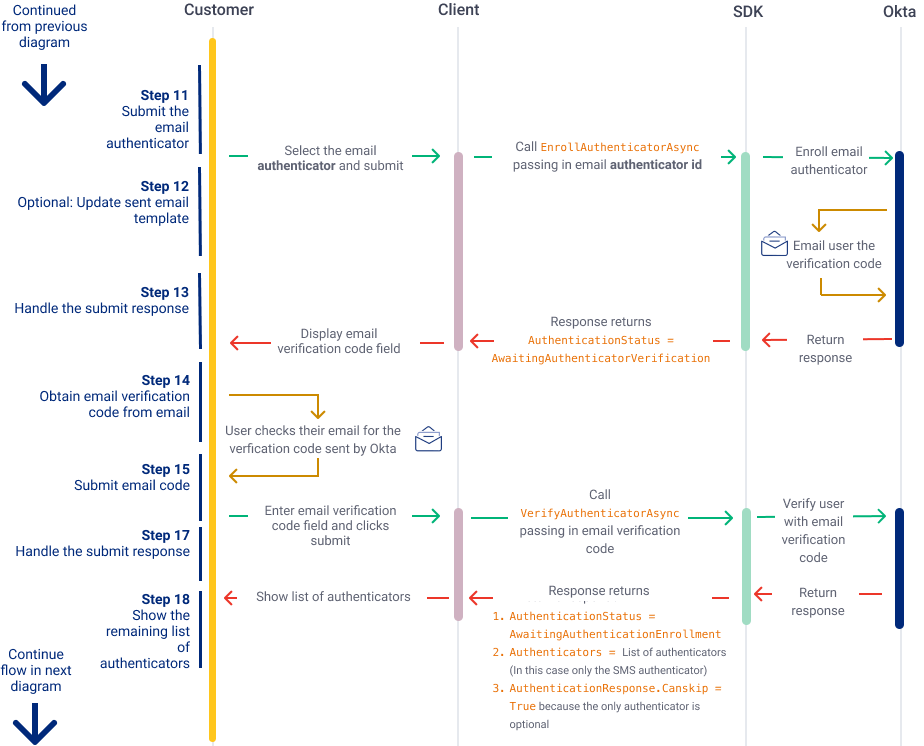 Continued
from previous
diagram
Customer
Client
SDK
Okta
Step 11
Submit the
email
authenticator
Select the email
authenticator and submit
Call EnrollAuthenticatorAsync
passing in email authenticator id
Enroll email
authenticator
Step 12
Optional: Update sent email
template
Email user the
verification code
Step 13
Handle the submit response
Display email
verification code field
Response returns
AuthenticationStatus =
AwaitingAuthenticatorVerification
Return
response
Step 14
Obtain email verification
code from email
User checks their email for the
verfication code sent by Okta
Step 15
Submit email code
Enter email verification
code field and clicks
submit
Call
VerifyAuthenticatorAsync
passing in email verification
code
Verify user
with email
verification
code
Step 17
Handle the submit response
Step 18
Show the
remaining list
of
authenticators
Show list of authenticators
Response returns
1. AuthenticationStatus =
AwaitingAuthenticationEnrollment
2. Authenticators = List of authenticators
(In this case only the SMS authenticator)
3. AuthenticationResponse.Canskip =
True because the only authenticator is
optional
Return
response
Continue
flow in next
diagram